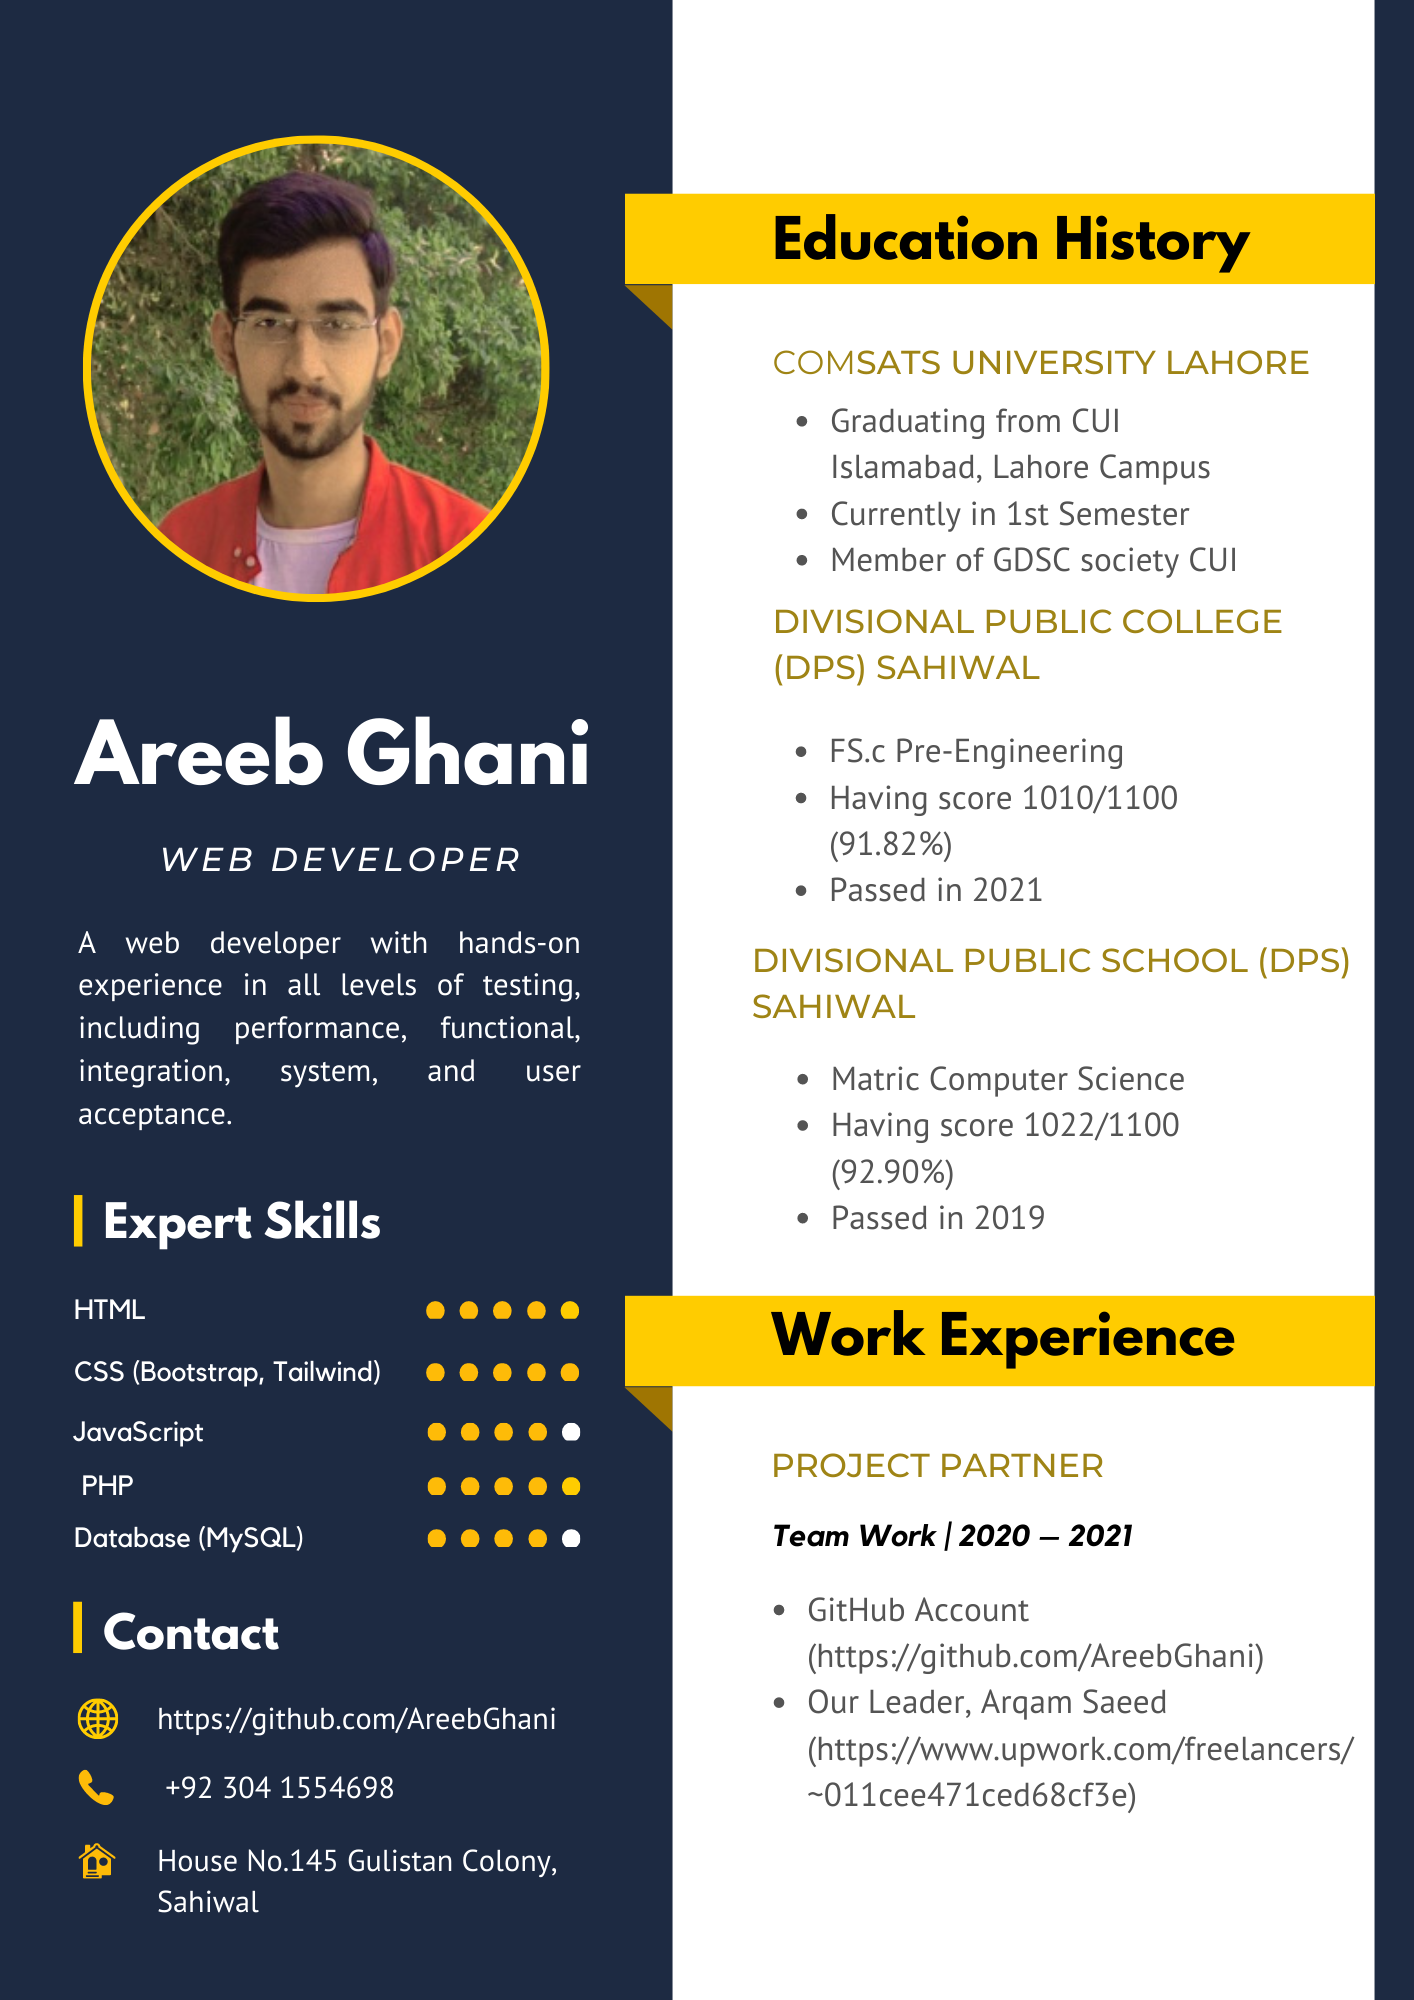 Areeb Ghani
WEB DEVELOPER
A web developer with hands-on
experience in all levels of testing,
including performance, functional,
integration, system, and user
acceptance.
Expert Skills
HTML
CSS (Bootstrap, Tailwind)
JavaScript
PHP
Database (MySQL)
Contact
https://github.com/AreebGhani
+92 304 1554698
House No.145 Gulistan Colony,
Sahiwal
Education History
COMSATS UNIVERSITY LAHORE
• Graduating from CUI
Islamabad, Lahore Campus
• Currently in 1st Semester
• Member of GDSC society CUI
DIVISIONAL PUBLIC COLLEGE
(DPS) SAHIWAL
• FS.c Pre-Engineering
• Having score 1010/1100
(91.82%)
• Passed in 2021
DIVISIONAL PUBLIC SCHOOL (DPS)
SAHIWAL
• Matric Computer Science
• Having score 1022/1100
(92.90%)
• Passed in 2019
Work Experience
PROJECT PARTNER
Team Work | 2020 — 2021
• GitHub Account
(https://github.com/AreebGhani)
• Our Leader, Arqam Saeed
(https://www.upwork.com/freelancers/
~011cee471ced68cf3e)